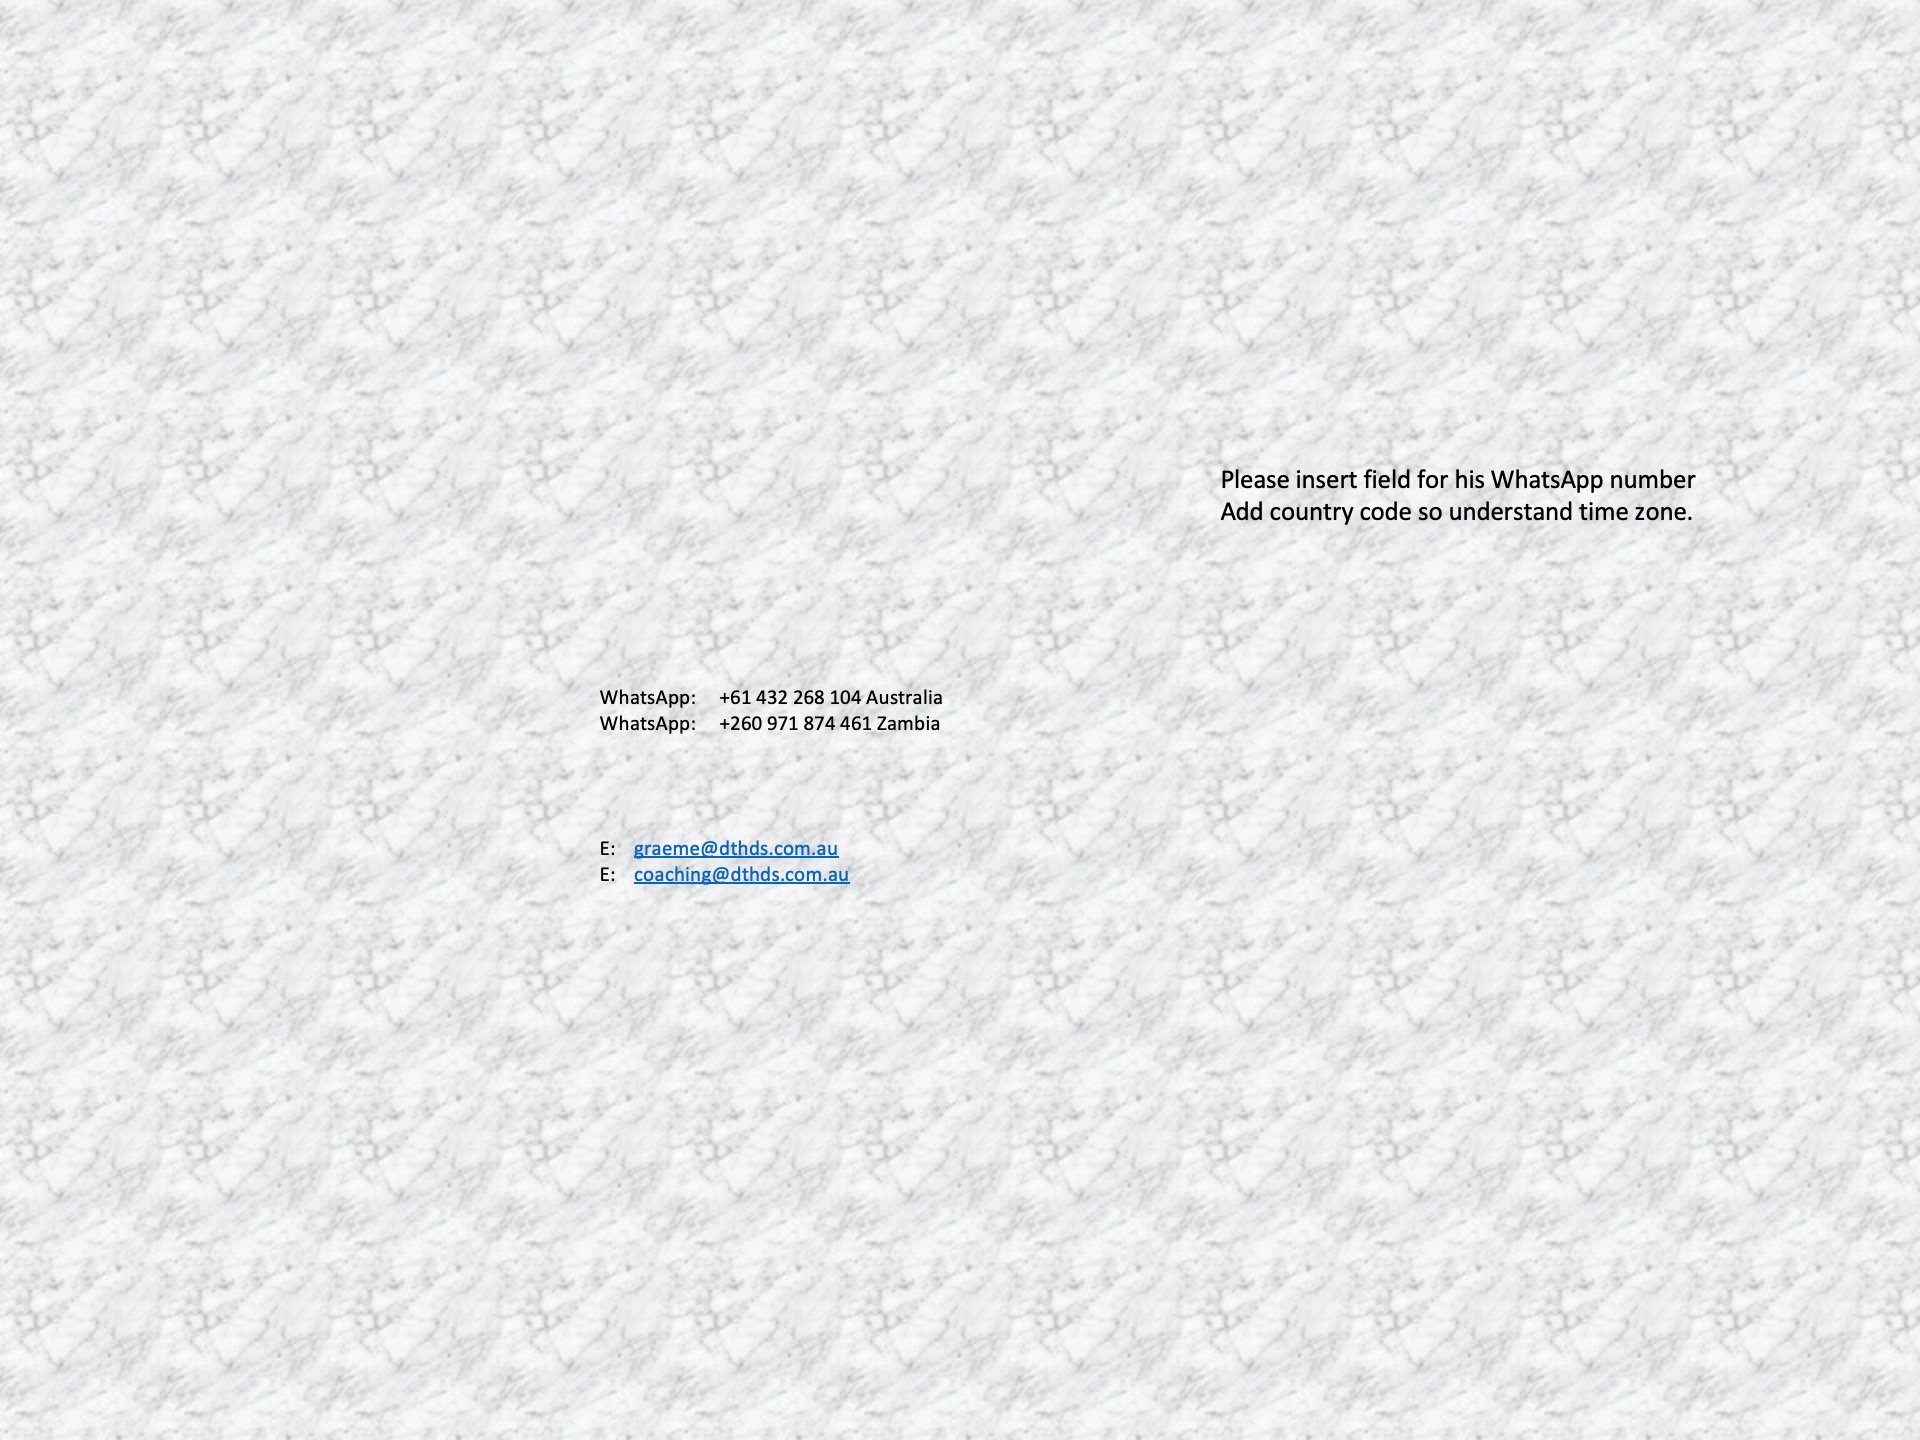 Please insert field for his WhatsApp number
Add country code so understand time zone.
WhatsApp: +61 432 268 104 Australia
WhatsApp: +260 971 874 461 Zambia
E: graeme@dthds.com.au
E: coaching@dthds.com.au